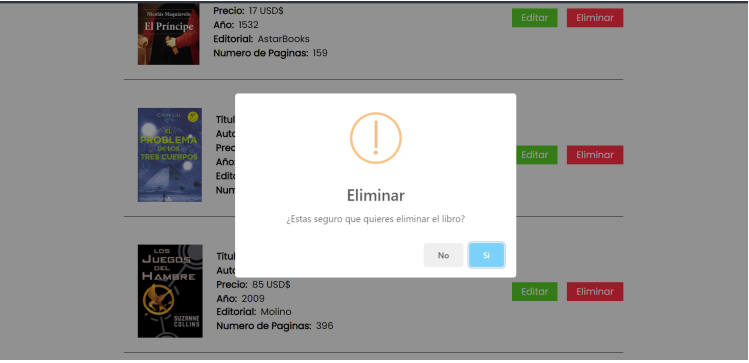 Nicolás Maquiavelo
El Príncipe
Precio: 17 USD$
Año: 1532
Editorial: AstarBooks
Numero de Paginas: 159
Editar
Eliminar
CIXIN LIU
EL
PROBLEMA
DE LOS
TRES CUERPOS
Titul
Auto
Prec
Año:
Edito
Num
Editar
Eliminar
Eliminar
¿Estas seguro que quieres eliminar el libro?
No
Si
LOS
JUEGOS
DEL
HAMBRE
SUZANNE
COLLINS
Titul
Auto
Precio: 85 USD$
Año: 2009
Editorial: Molino
Numero de Paginas: 396
Editar
Eliminar